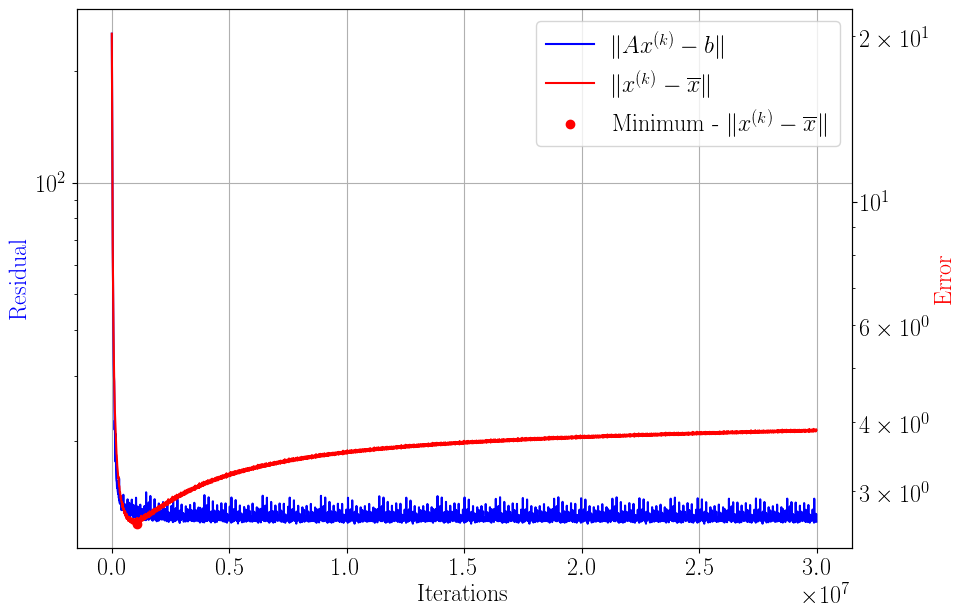 ‖Ax^{(k)} − b‖
‖x^{(k)} − x̅‖
Minimum - ‖x^{(k)} − x̅‖
Residual
10^2
2 × 10^1
10^1
6 × 10^0
4 × 10^0
3 × 10^0
Error
0.0 0.5 1.0 1.5 2.0 2.5 3.0
Iterations
×10^7